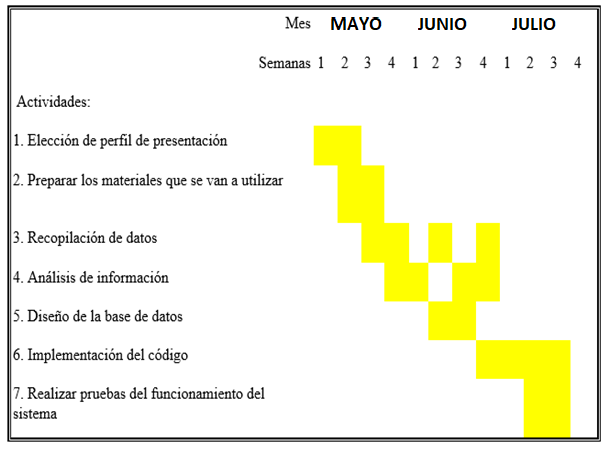 Mes MAYO JUNIO JULIO
Semanas 1 2 3 4 1 2 3 4 1 2 3 4
Actividades:
1. Elección de perfil de presentación
2. Preparar los materiales que se van a utilizar
3. Recopilación de datos
4. Análisis de información
5. Diseño de la base de datos
6. Implementación del código
7. Realizar pruebas del funcionamiento del
sistema